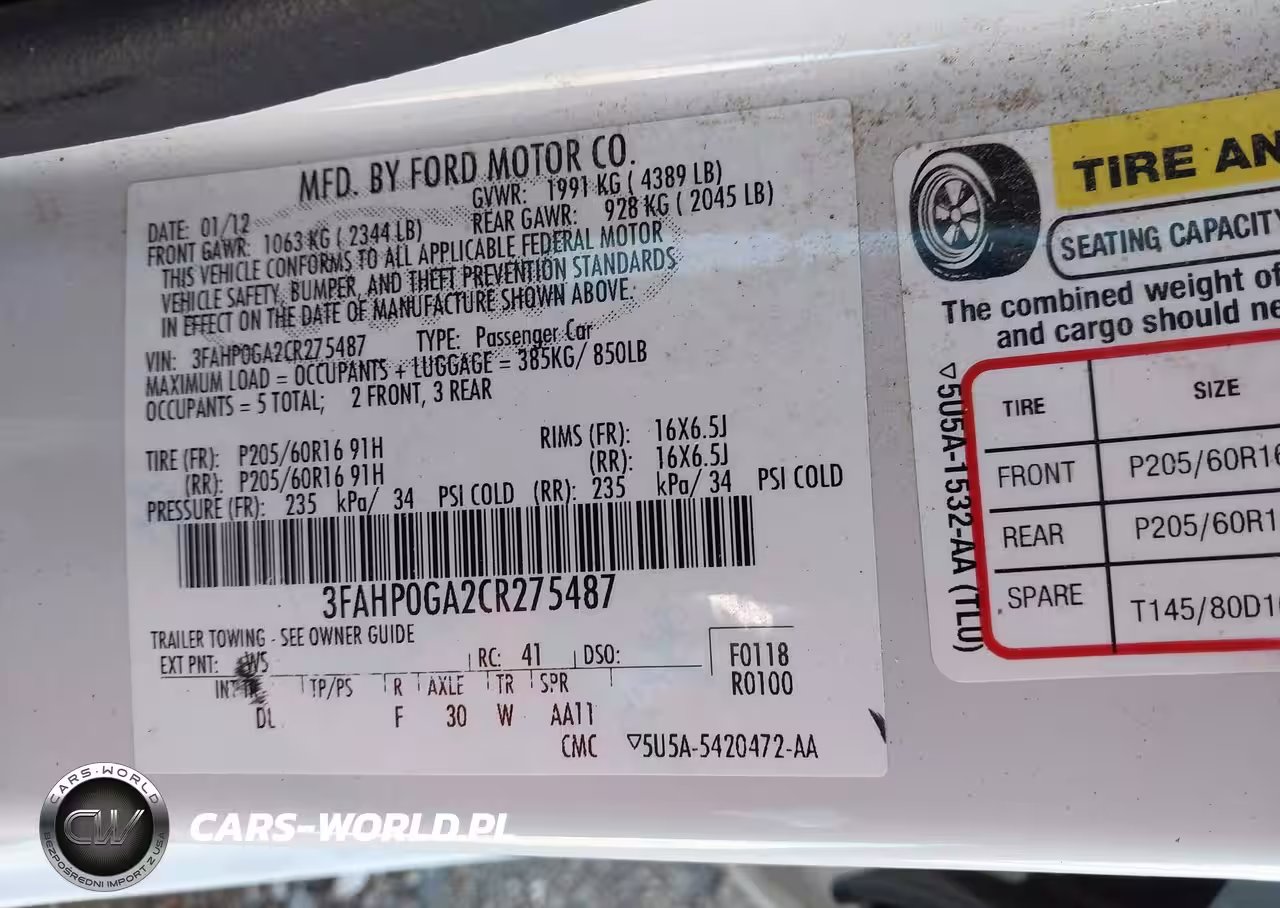 MFD. BY FORD MOTOR CO.
DATE: 01/12 GVWR: 1991 KG ( 4389 LB)
FRONT GAWR: 1063 KG ( 2344 LB) REAR GAWR: 928 KG ( 2045 LB)
THIS VEHICLE CONFORMS TO ALL APPLICABLE FEDERAL MOTOR
VEHICLE SAFETY, BUMPER, AND THEFT PREVENTION STANDARDS
IN EFFECT ON THE DATE OF MANUFACTURE SHOWN ABOVE.
VIN: 3FAHP0GA2CR275487 TYPE: Passenger Car
MAXIMUM LOAD = OCCUPANTS + LUGGAGE = 385KG/ 850LB
OCCUPANTS = 5 TOTAL; 2 FRONT, 3 REAR
TIRE (FR): P205/60R16 91H RIMS (FR): 16X6.5J
(RR): P205/60R16 91H (RR): 16X6.5J
PRESSURE (FR): 235 kPa/ 34 PSI COLD (RR): 235 kPa/ 34 PSI COLD
3FAHP0GA2CR275487
TRAILER TOWING - SEE OWNER GUIDE
EXT PNT: WS RC: 41 DSO: F0118
R0100
INT TR TP/PS R AXLE TR SPR
DL F 30 W AA11
CMC ▽5U5A-5420472-AA
TIRE AN
SEATING CAPACITY
The combined weight of
and cargo should ne
▽5U5A-1532-AA (TLU)
TIRE SIZE
FRONT P205/60R16
REAR P205/60R1
SPARE T145/80D1
CARS-WORLD
CW
BEZPOŚREDNI IMPORT Z USA
CARS-WORLD.PL